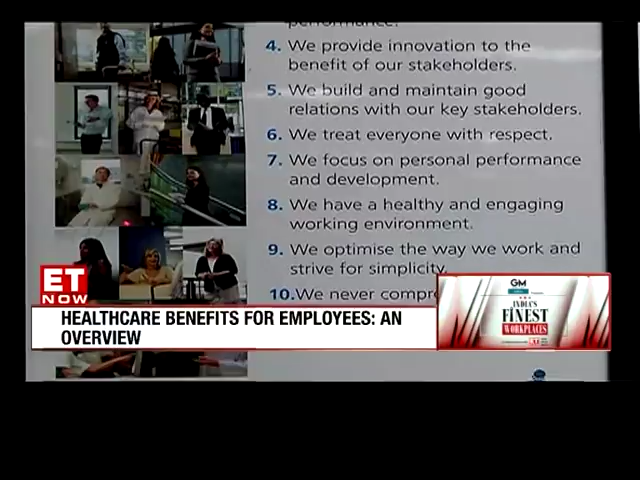 performance.
4. We provide innovation to the
benefit of our stakeholders.
5. We build and maintain good
relations with our key stakeholders.
6. We treat everyone with respect.
7. We focus on personal performance
and development.
8. We have a healthy and engaging
working environment.
9. We optimise the way we work and
strive for simplicity.
10. We never compr
ET
NOW
HEALTHCARE BENEFITS FOR EMPLOYEES: AN
OVERVIEW
GM
INDIA'S
FINEST
WORKPLACES